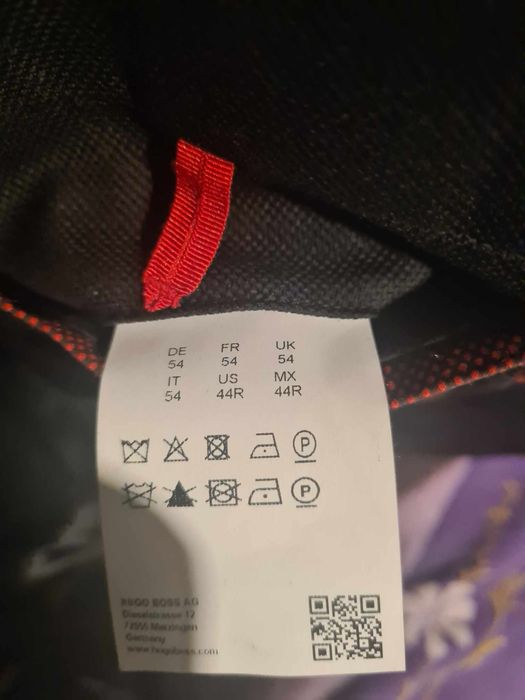 DE FR UK
54 54 54
IT US MX
54 44R 44R
P
P
HUGO BOSS AG
Dieselstrasse 12
72555 Metzingen
Germany
www.hugoboss.com